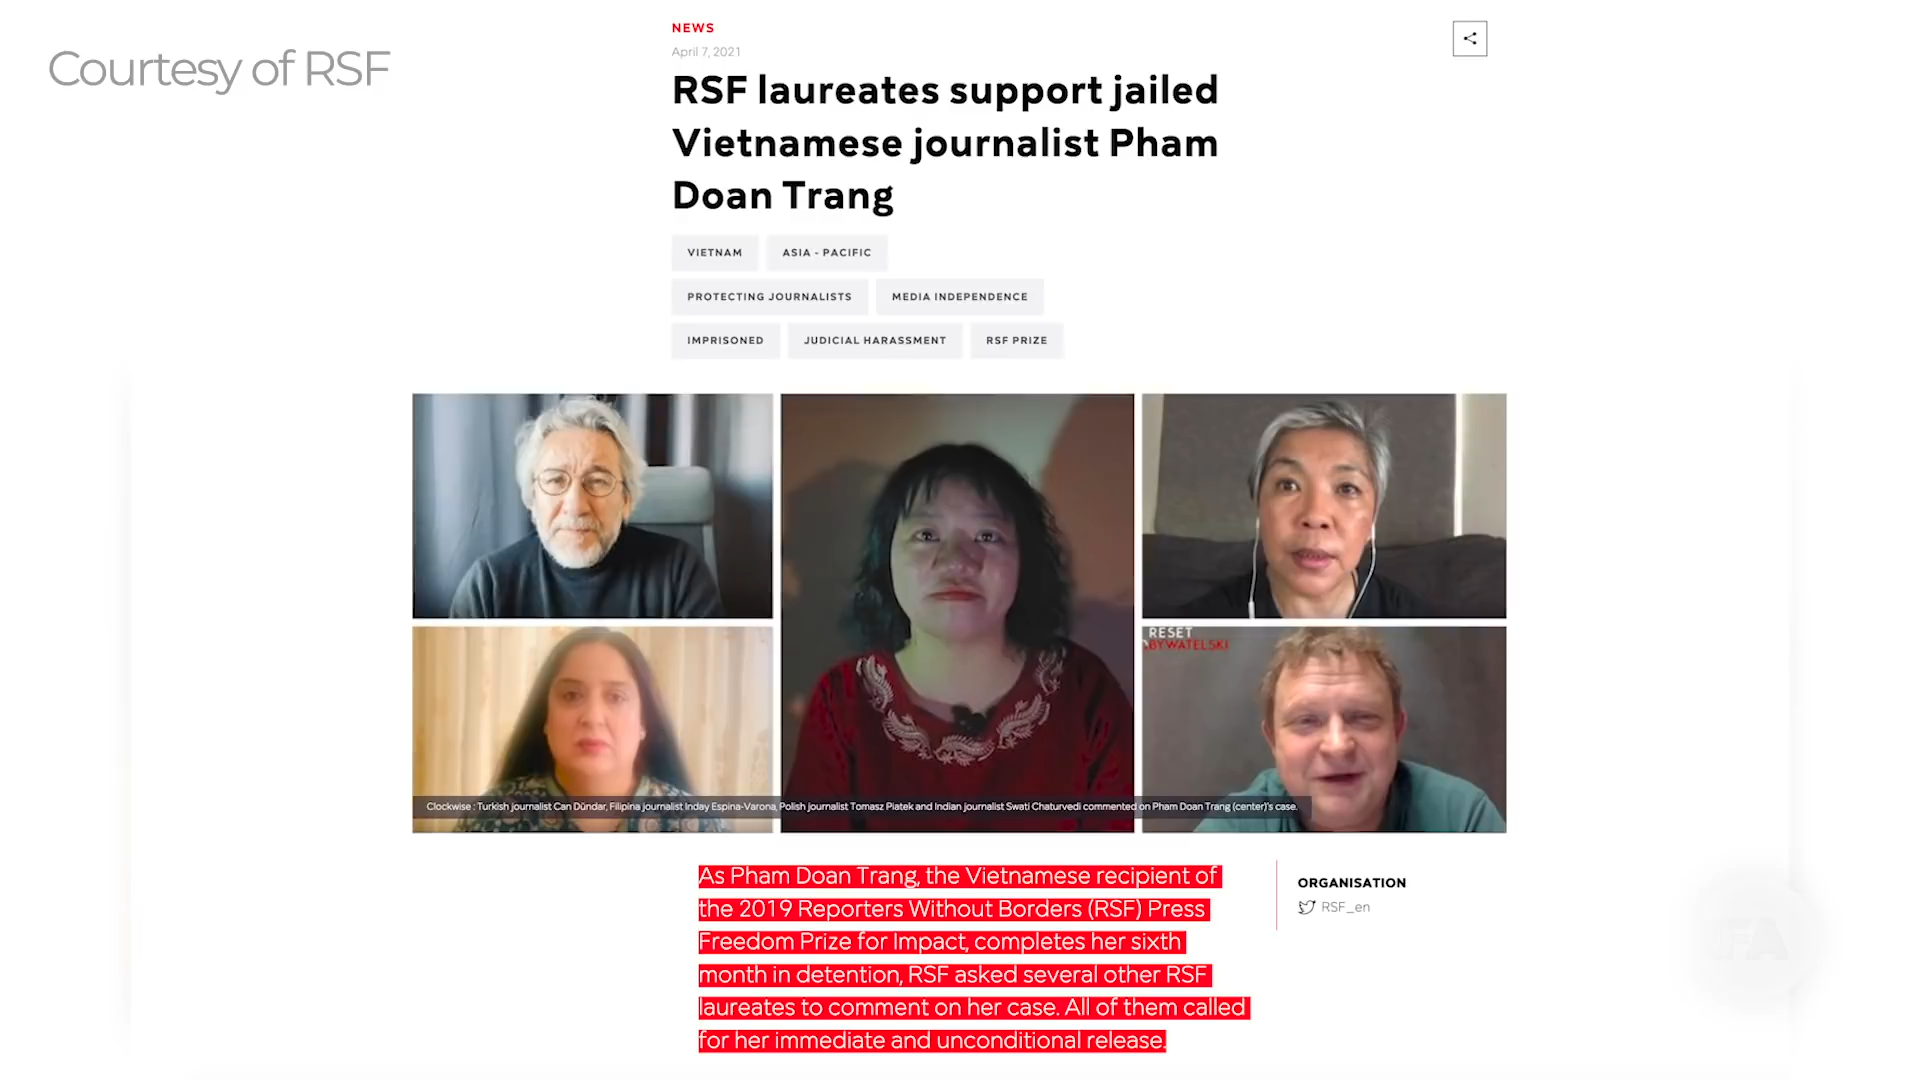 Courtesy of RSF
NEWS
April 7, 2021
RSF laureates support jailed
Vietnamese journalist Pham
Doan Trang
VIETNAM
ASIA - PACIFIC
PROTECTING JOURNALISTS
MEDIA INDEPENDENCE
IMPRISONED
JUDICIAL HARASSMENT
RSF PRIZE
RESET
BYWATELSKI
Clockwise : Turkish journalist Can Dündar, Filipina journalist Inday Espina-Varona, Polish journalist Tomasz Piatek and Indian journalist Swati Chaturvedi commented on Pham Doan Trang (center)'s case.
As Pham Doan Trang, the Vietnamese recipient of
the 2019 Reporters Without Borders (RSF) Press
Freedom Prize for Impact, completes her sixth
month in detention, RSF asked several other RSF
laureates to comment on her case. All of them called
for her immediate and unconditional release.
ORGANISATION
RSF_en